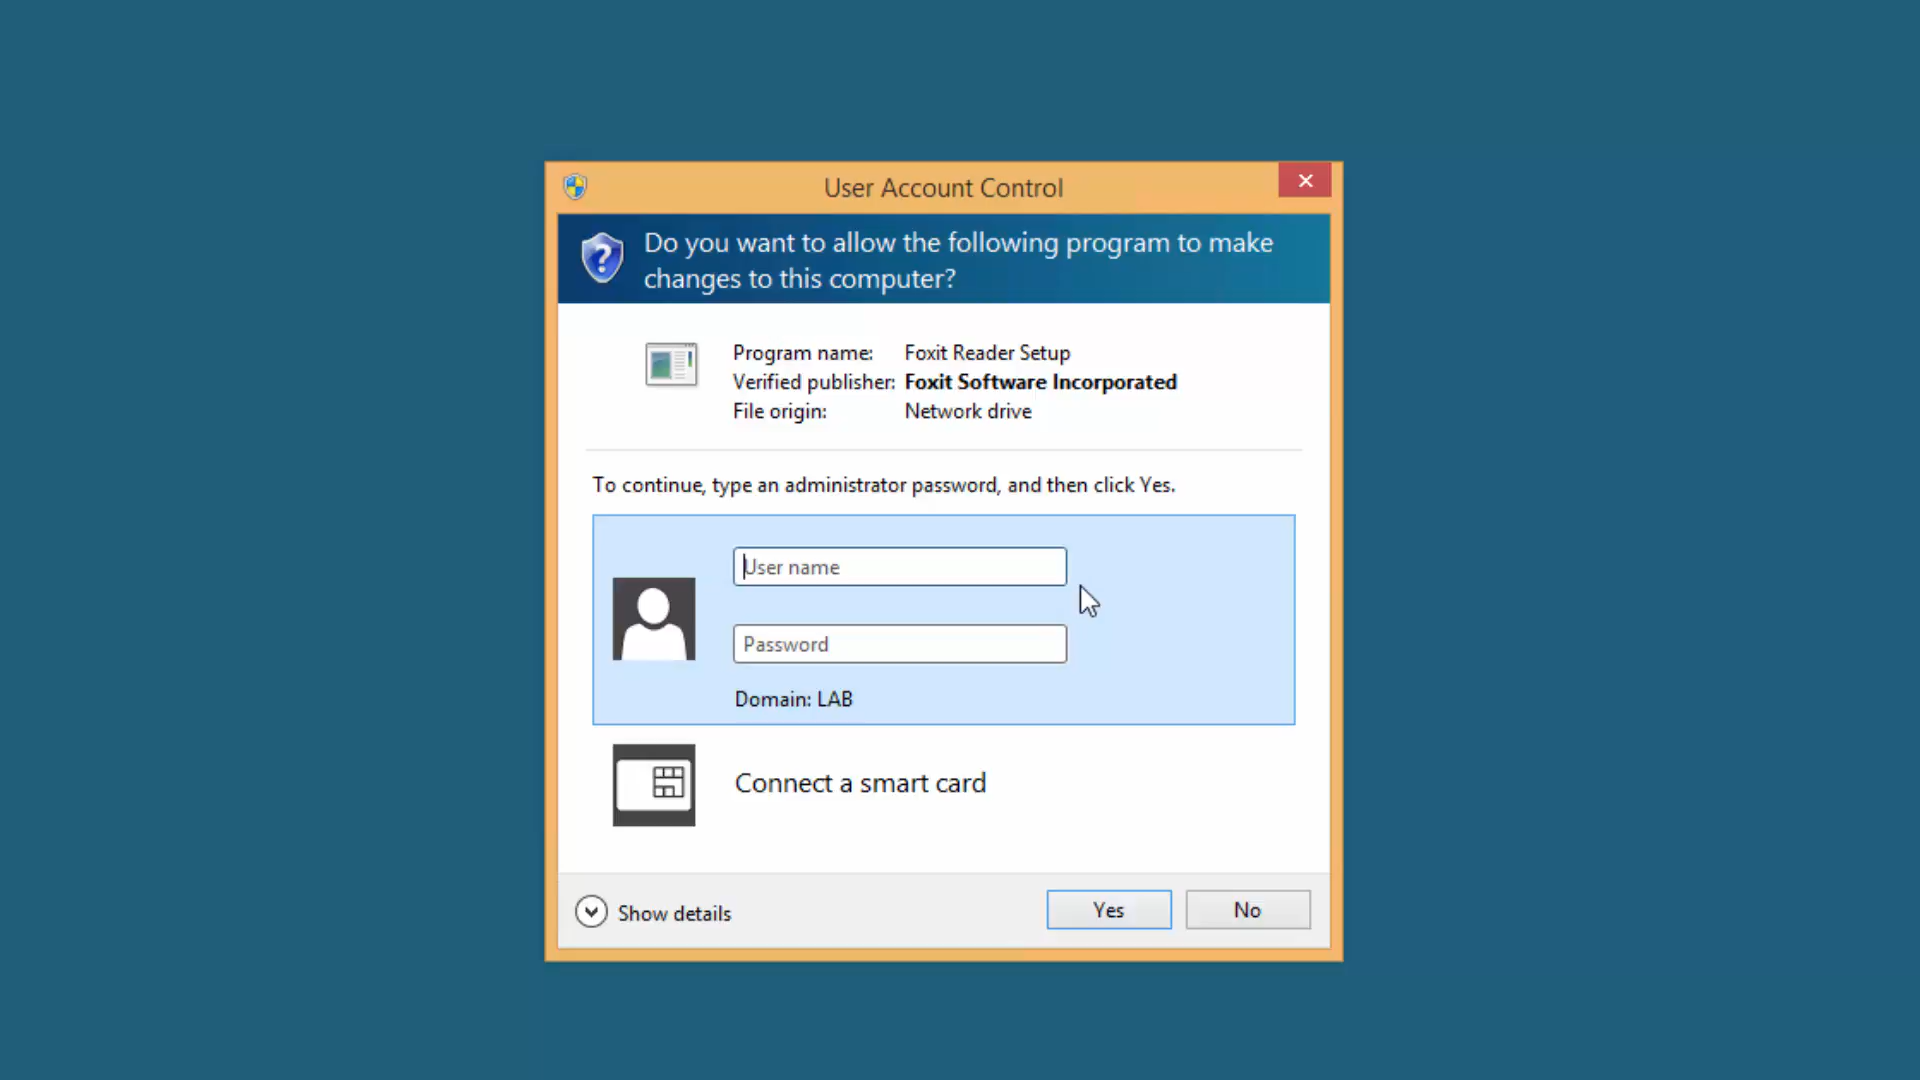 User Account Control
Do you want to allow the following program to make
changes to this computer?
Program name: Foxit Reader Setup
Verified publisher: Foxit Software Incorporated
File origin: Network drive
To continue, type an administrator password, and then click Yes.
User name
Password
Domain: LAB
Connect a smart card
Show details
Yes
No